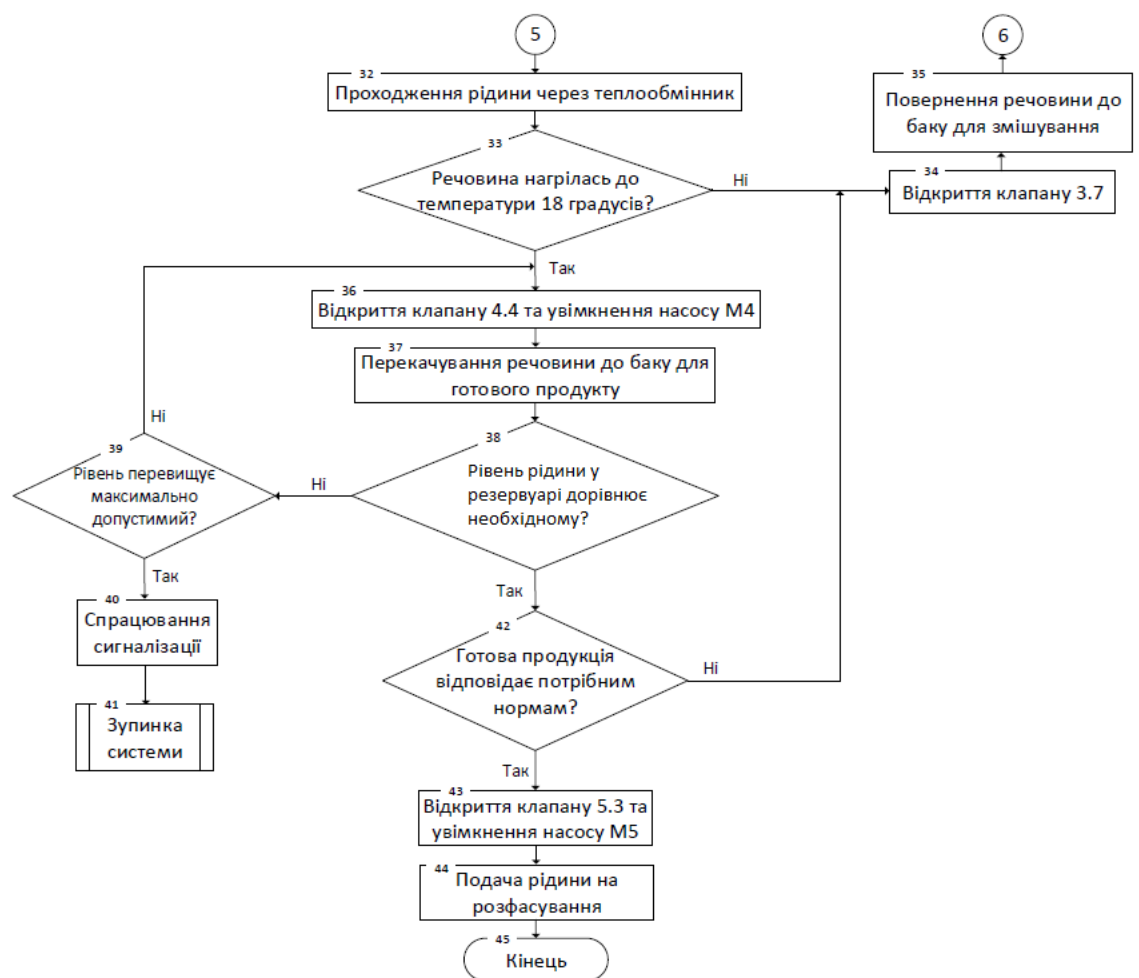 5
6
32
Проходження рідини через теплообмінник
35
Повернення речовини до
баку для змішування
33
Речовина нагрілась до
температури 18 градусів?
Ні
34
Відкриття клапану 3.7
Так
36
Відкриття клапану 4.4 та увімкнення насосу М4
37
Перекачування речовини до баку для
готового продукту
Ні
39
Рівень перевищує
максимально
допустимий?
Ні
38
Рівень рідини у
резервуарі дорівнює
необхідному?
Так
40
Спрацювання
сигналізації
41
Зупинка
системи
Так
42
Готова продукція
відповідає потрібним
нормам?
Ні
Так
43
Відкриття клапану 5.3 та
увімкнення насосу М5
44
Подача рідини на
розфасування
45
Кінець